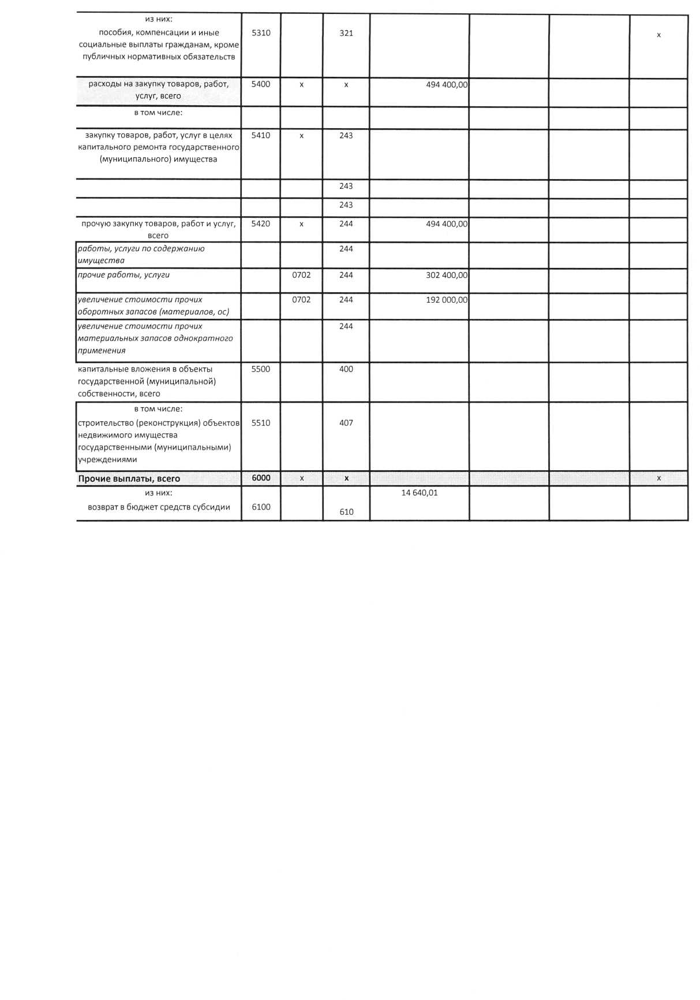 из них:
пособия, компенсации и иные 5310 321 х
социальные выплаты гражданам, кроме
публичных нормативных обязательств
расходы на закупку товаров, работ, 5400 х х 494 400,00
услуг, всего
в том числе:
закупку товаров, работ, услуг в целях 5410 х 243
капитального ремонта государственного
(муниципального) имущества
243
243
прочую закупку товаров, работ и услуг, 5420 х 244 494 400,00
всего
работы, услуги по содержанию 244
имущества
прочие работы, услуги 0702 244 302 400,00
увеличение стоимости прочих 0702 244 192 000,00
оборотных запасов (материалов, ос)
увеличение стоимости прочих 244
материальных запасов однократного
применения
капитальные вложения в объекты 5500 400
государственной (муниципальной)
собственности, всего
в том числе:
строительство (реконструкция) объектов 5510 407
недвижимого имущества
государственными (муниципальными)
учреждениями
Прочие выплаты, всего 6000 х х х
из них: 14 640,01
возврат в бюджет средств субсидии 6100 610